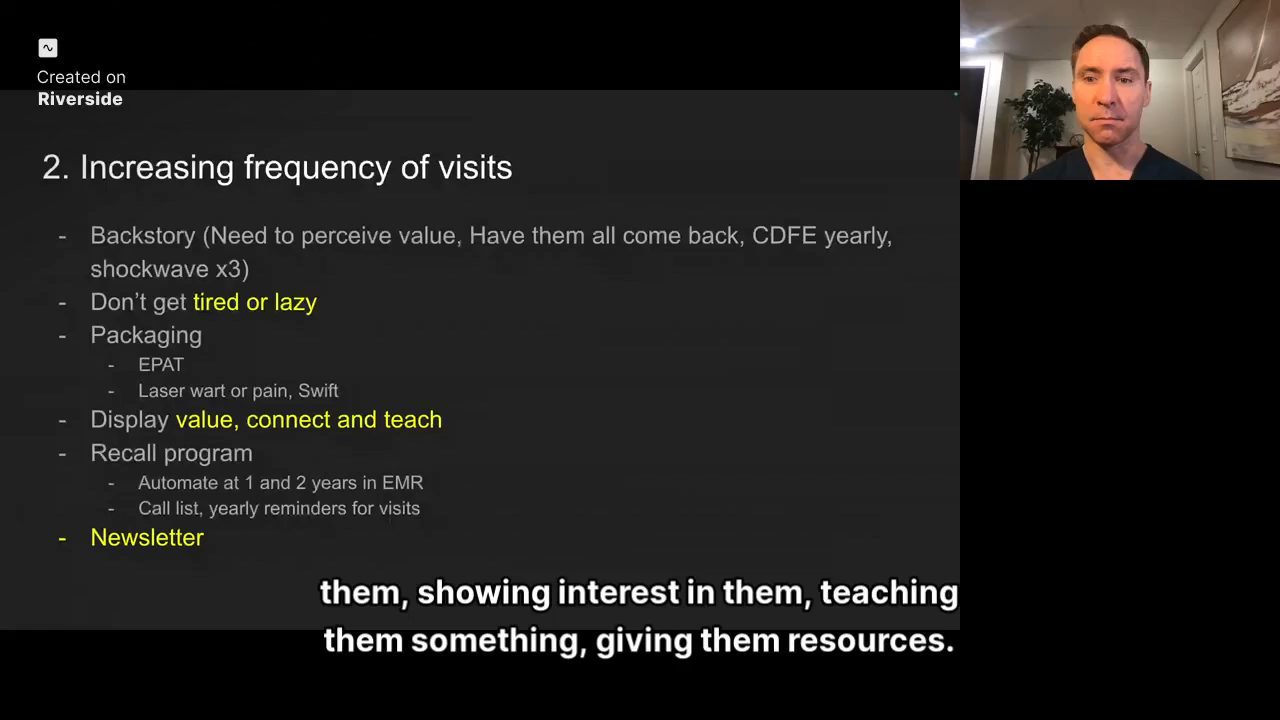 Created on
Riverside
2. Increasing frequency of visits
- Backstory (Need to perceive value, Have them all come back, CDFE yearly,
shockwave x3)
- Don't get tired or lazy
- Packaging
- EPAT
- Laser wart or pain, Swift
- Display value, connect and teach
- Recall program
- Automate at 1 and 2 years in EMR
- Call list, yearly reminders for visits
- Newsletter
them, showing interest in them, teaching
them something, giving them resources.